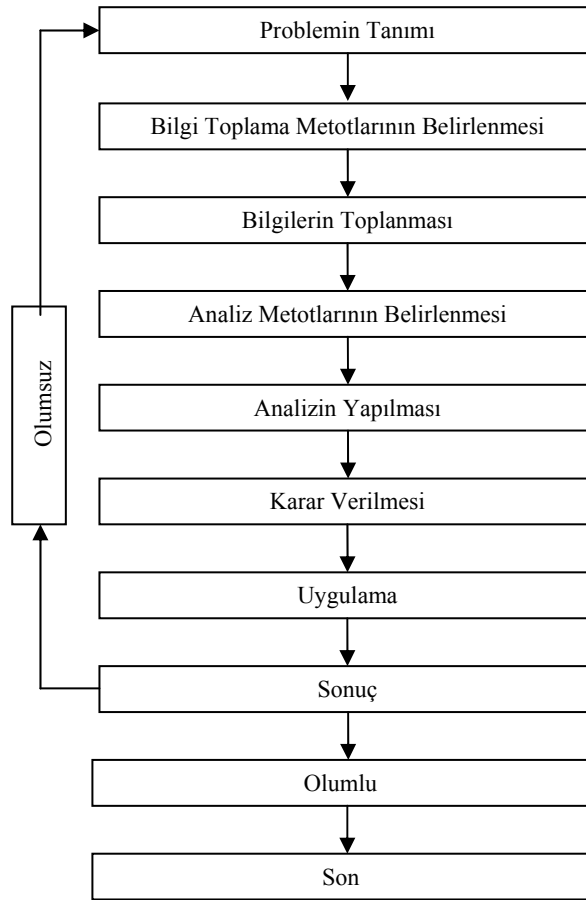 Problemin Tanımı
Bilgi Toplama Metotlarının Belirlenmesi
Bilgilerin Toplanması
Analiz Metotlarının Belirlenmesi
Olumsuz
Analizin Yapılması
Karar Verilmesi
Uygulama
Sonuç
Olumlu
Son